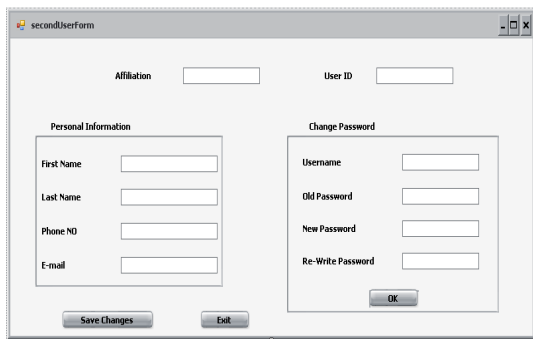 secondUserForm
Affiliation
User ID
Personal Information
First Name
Last Name
Phone NO
E-mail
Change Password
Username
Old Password
New Password
Re-Write Password
OK
Save Changes
Exit